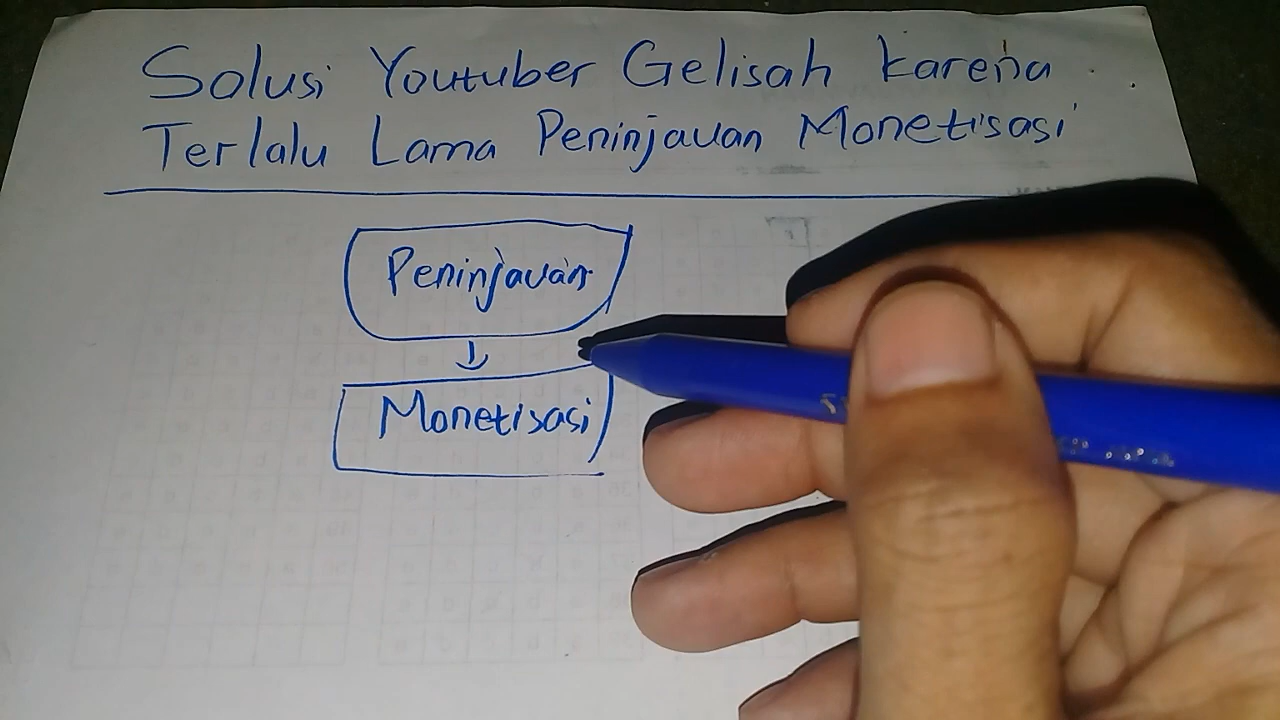 Solusi Youtuber Gelisah karena
Terlalu Lama Peninjauan Monetisasi
Peninjauan
Monetisasi